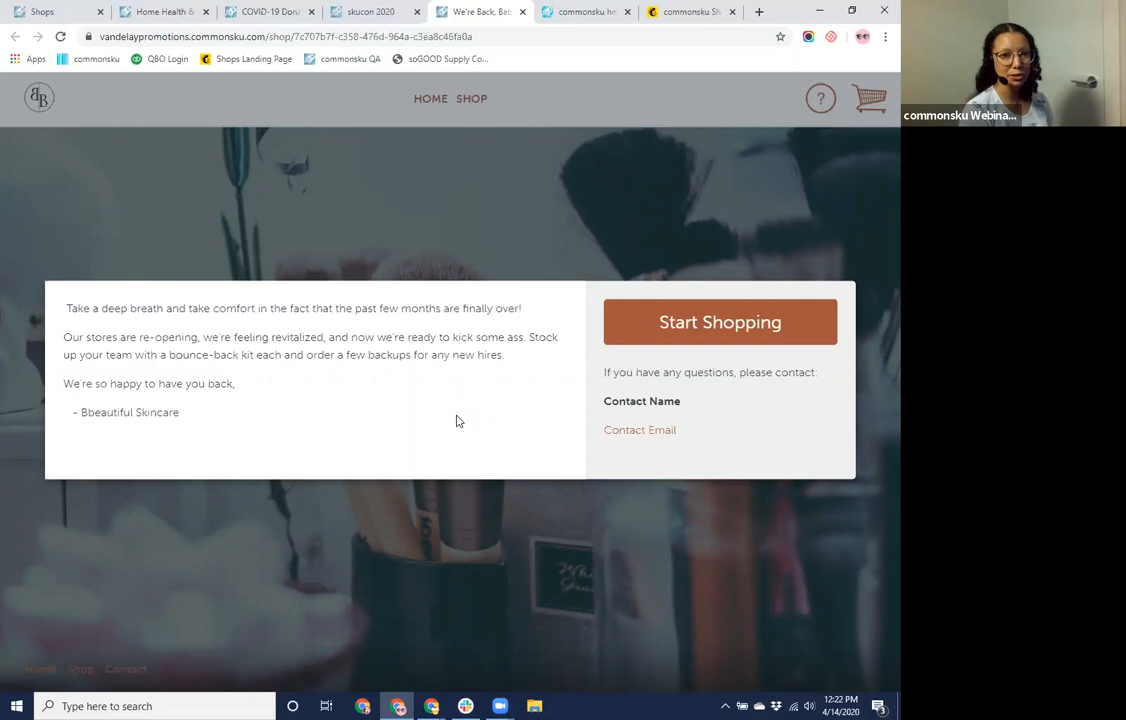 Shops
Home Health &
COVID-19 Dona
skucon 2020
We're Back, Bab
commonsku he
commonsku Sh
vandelaypromotions.commonsku.com/shop/7c707b7f-c358-476d-964a-c3ea8c46fa0a
Apps
commonsku
QBO Login
Shops Landing Page
commonsku QA
soGOOD Supply Co...
commonsku Webina...
BB
HOME SHOP
?
Take a deep breath and take comfort in the fact that the past few months are finally over!
Our stores are re-opening, we're feeling revitalized, and now we're ready to kick some ass. Stock
up your team with a bounce-back kit each and order a few backups for any new hires.
We're so happy to have you back,
- Bbeautiful Skincare
Start Shopping
If you have any questions, please contact:
Contact Name
Contact Email
Home Shop Contact
Type here to search
12:22 PM
4/14/2020
3